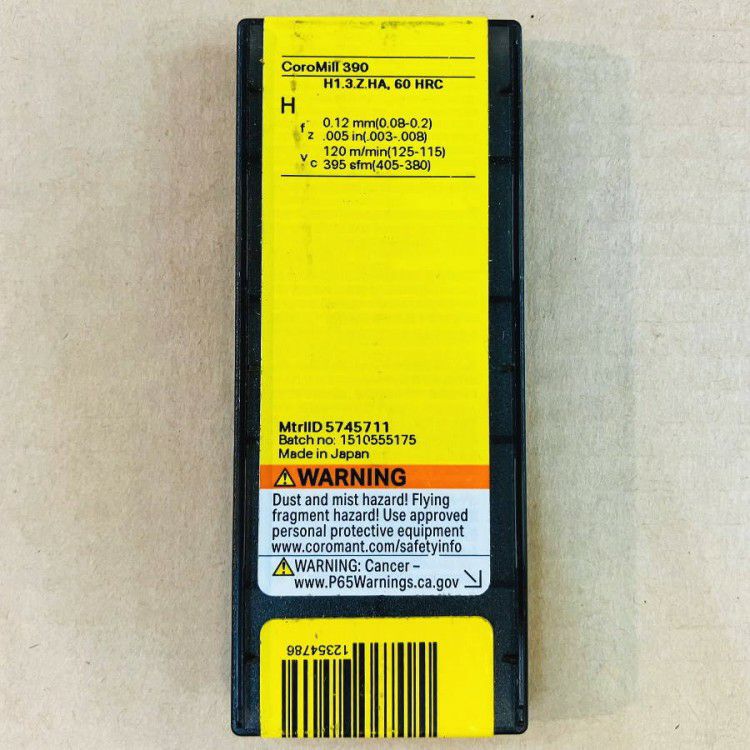 CoroMill 390
H1.3.Z.HA, 60 HRC
H
fz 0.12 mm(0.08-0.2)
.005 in(.003-.008)
vc 120 m/min(125-115)
395 sfm(405-380)
MtrlID 5745711
Batch no: 1510555175
Made in Japan
⚠WARNING
Dust and mist hazard! Flying
fragment hazard! Use approved
personal protective equipment
www.coromant.com/safetyinfo
⚠WARNING: Cancer –
www.P65Warnings.ca.gov
12354786